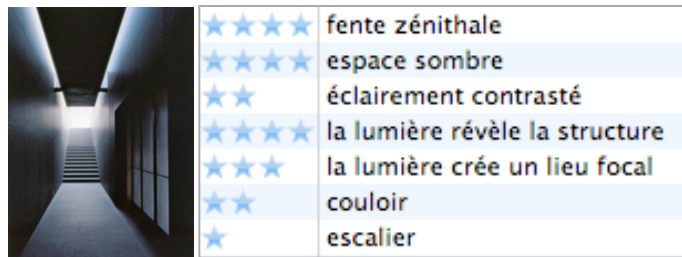 fente zénithale
espace sombre
éclairement contrasté
la lumière révèle la structure
la lumière crée un lieu focal
couloir
escalier